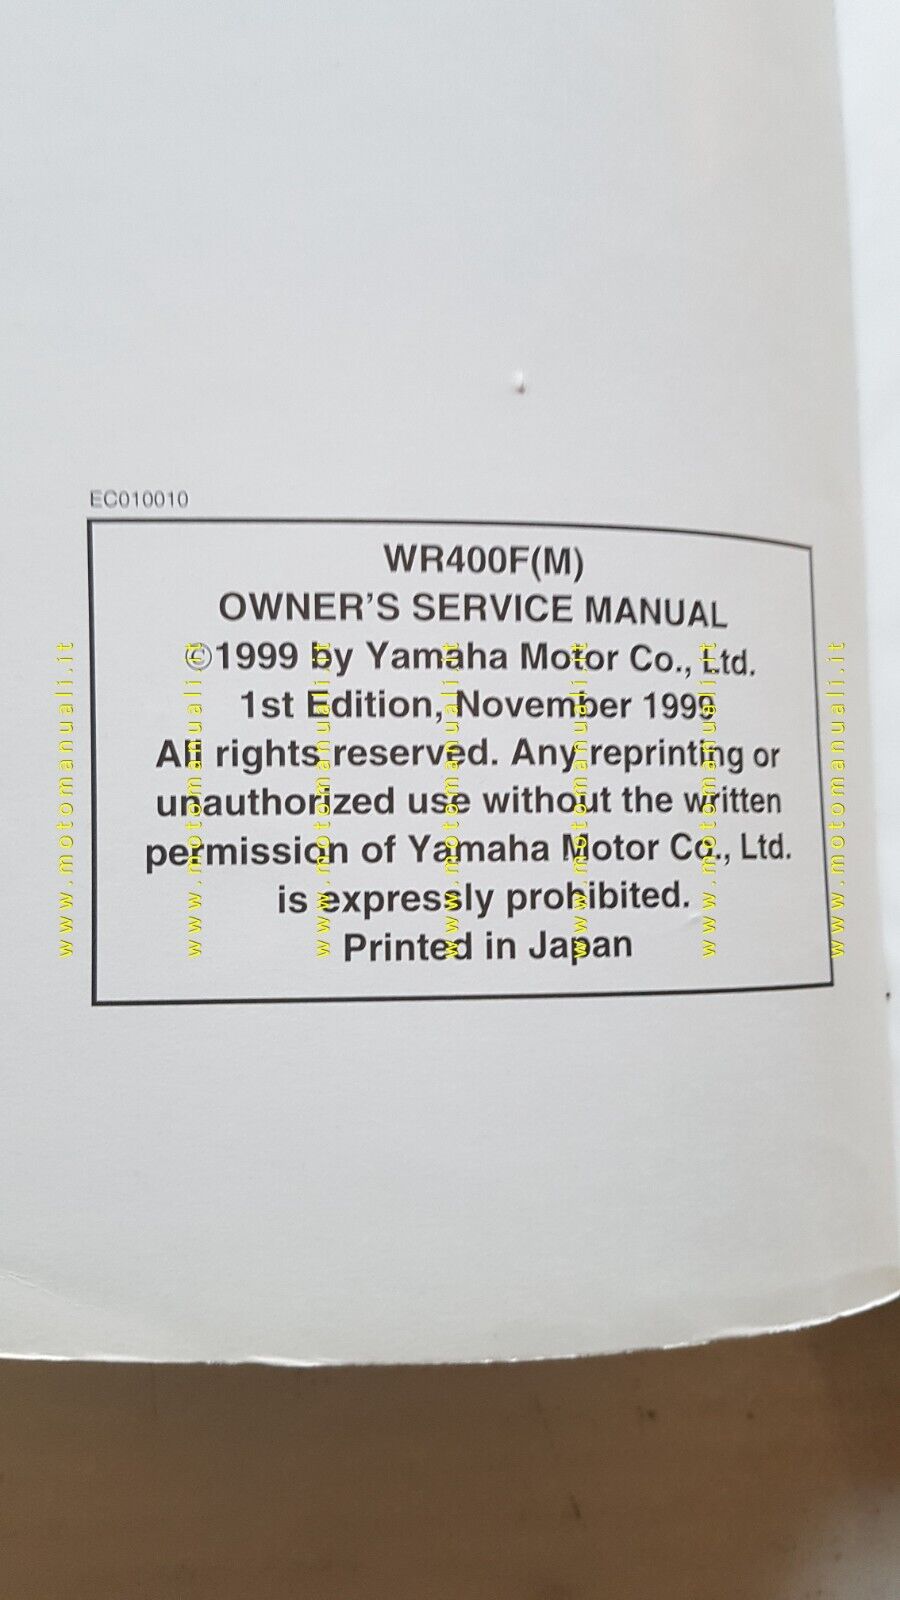 EC010010
WR400F(M)
OWNER'S SERVICE MANUAL
©1999 by Yamaha Motor Co., Ltd.
1st Edition, November 1999
All rights reserved. Any reprinting or
unauthorized use without the written
permission of Yamaha Motor Co., Ltd.
is expressly prohibited.
Printed in Japan
www.motomanuali.it
www.motomanuali.it
www.motomanuali.it
www.motomanuali.it
www.motomanuali.it
www.motomanuali.it
www.motomanuali.it